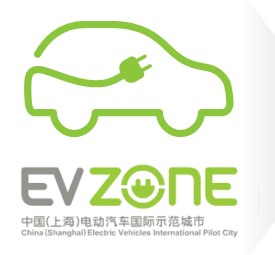 EVZONE
中国(上海)电动汽车国际示范城市
China (Shanghai) Electric Vehicles International Pilot City